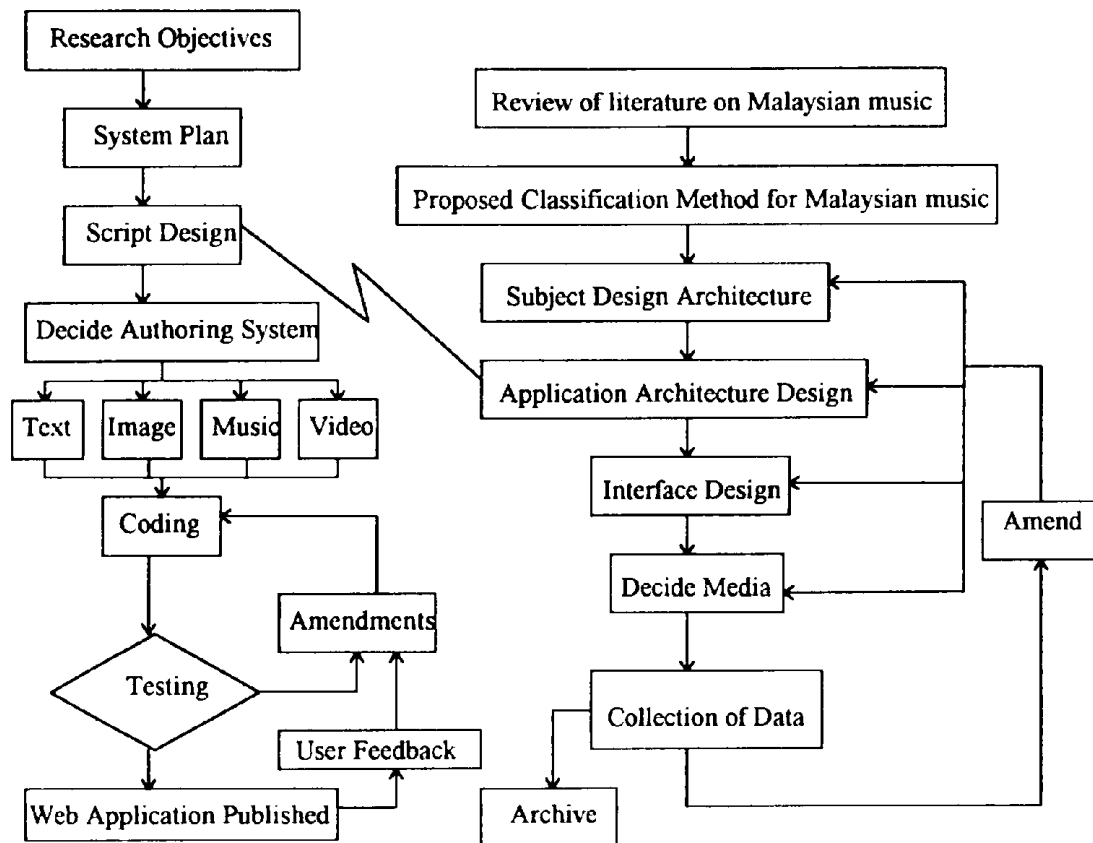 Research Objectives
System Plan
Script Design
Decide Authoring System
Text
Image
Music
Video
Coding
Amendments
Testing
User Feedback
Web Application Published
Review of literature on Malaysian music
Proposed Classification Method for Malaysian music
Subject Design Architecture
Application Architecture Design
Interface Design
Amend
Decide Media
Collection of Data
Archive